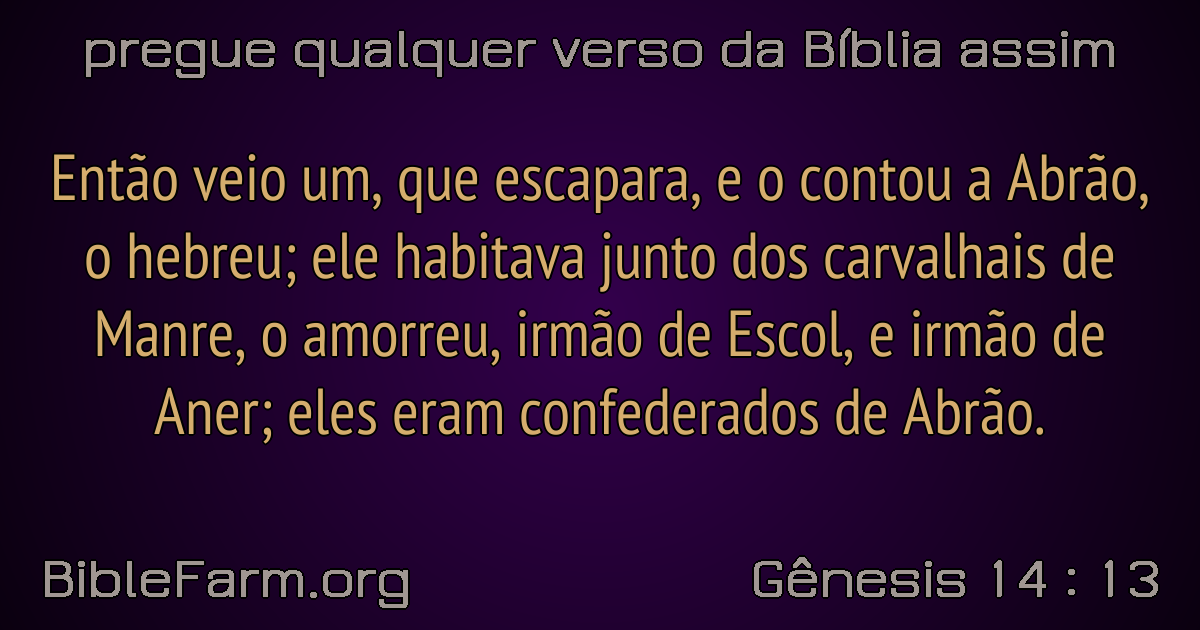 pregue qualquer verso da Bíblia assim
Então veio um, que escapara, e o contou a Abrão,
o hebreu; ele habitava junto dos carvalhais de
Manre, o amorreu, irmão de Escol, e irmão de
Aner; eles eram confederados de Abrão.
BibleFarm.org
Gênesis 14 : 13